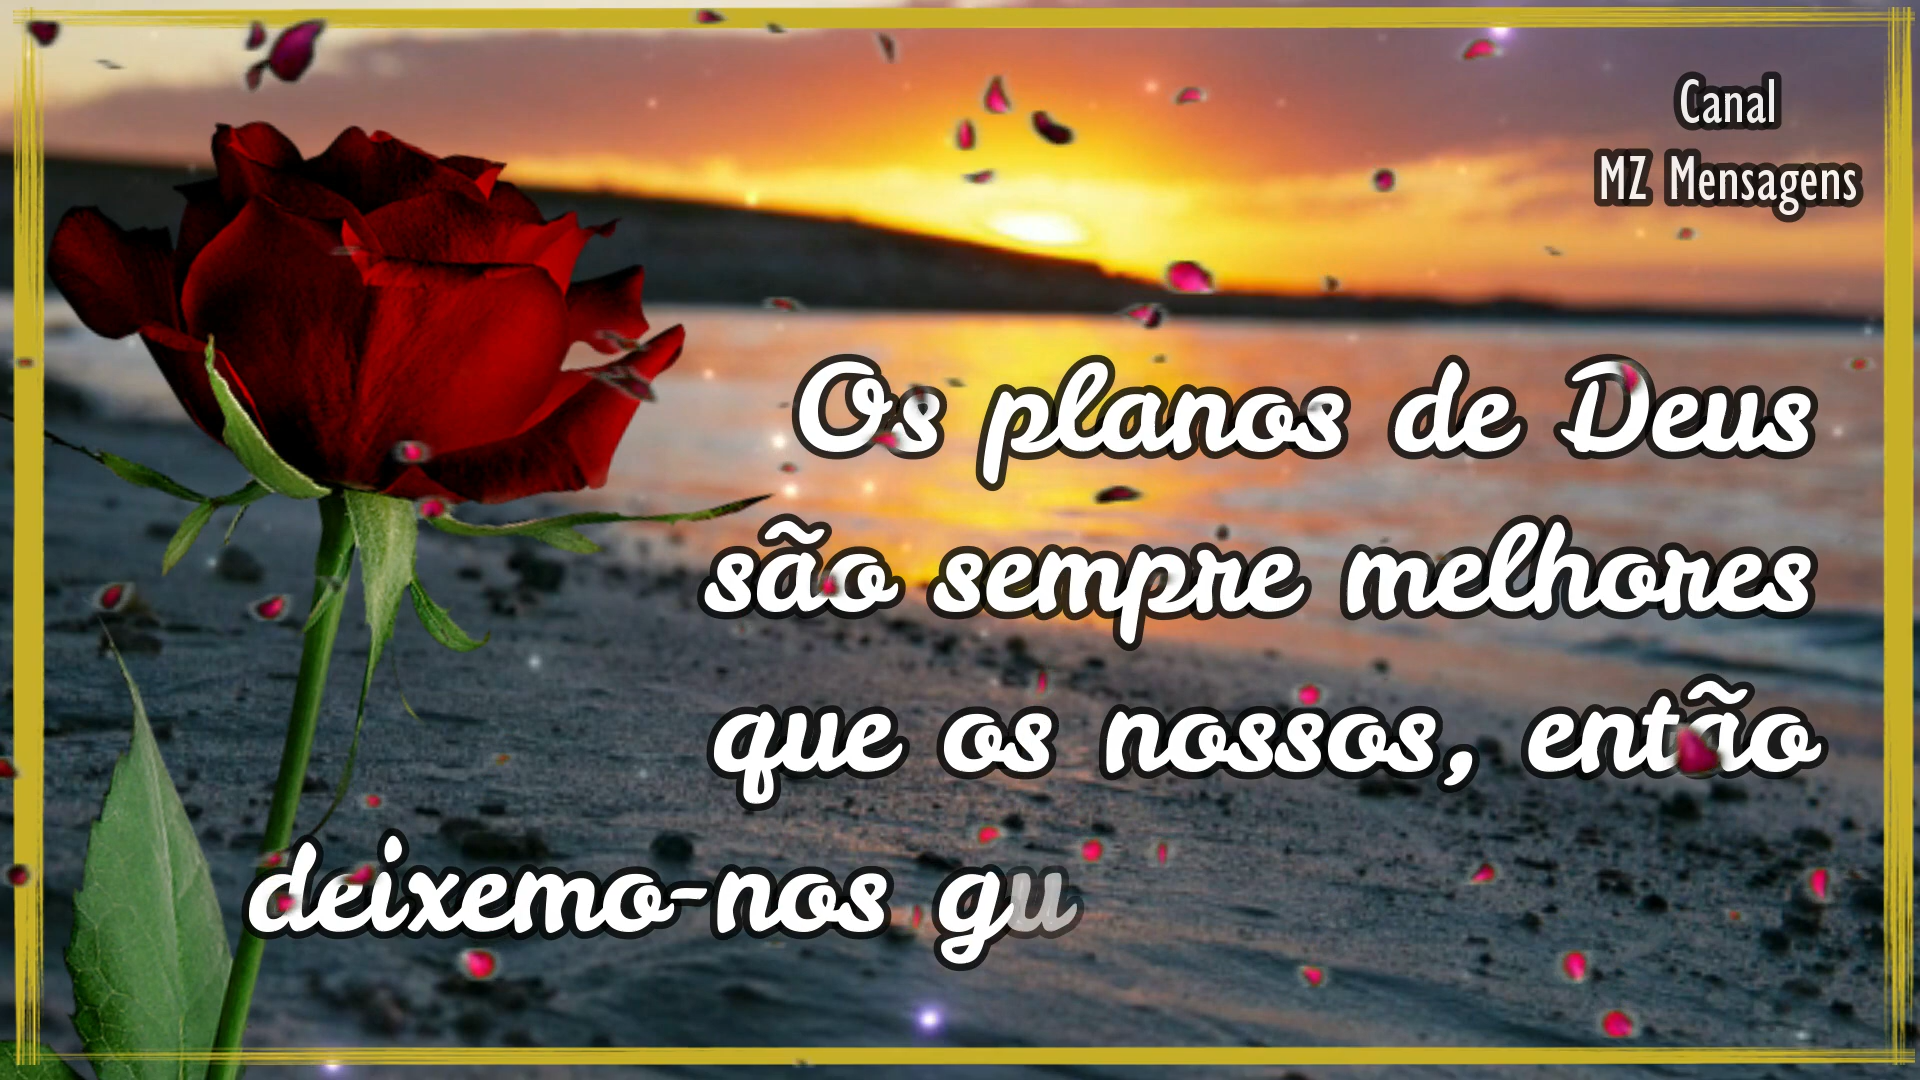 Canal
MZ Mensagens
Os planos de Deus
são sempre melhores
que os nossos, então
deixemo-nos gu